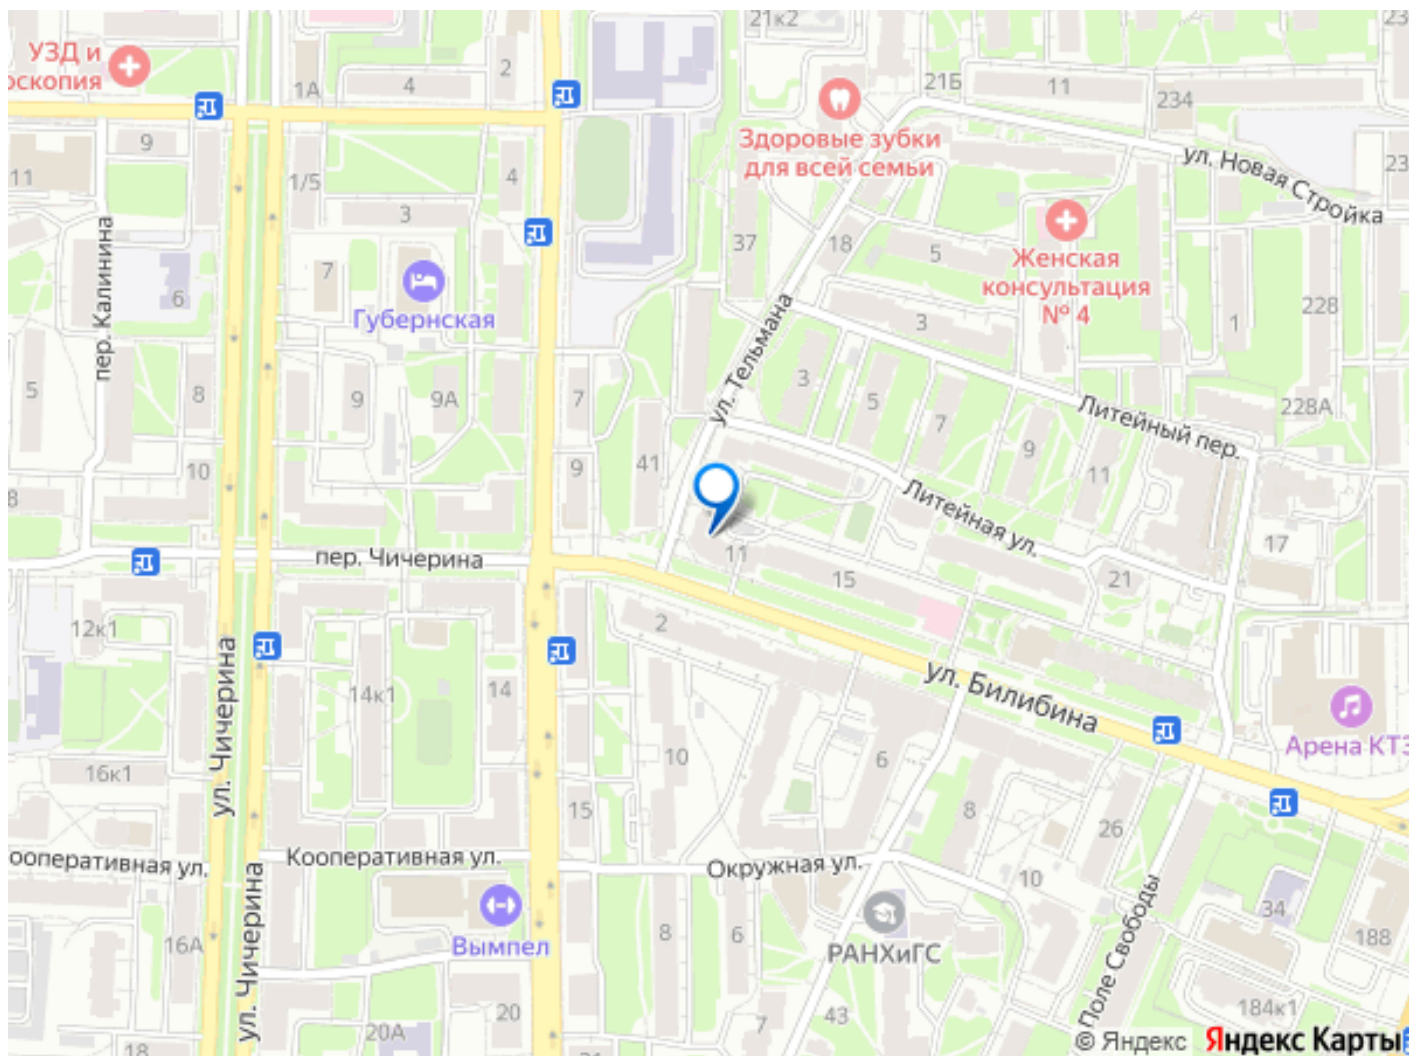 21к2
23
УЗД и
оскопия
2
4
1А
21Б
11
234
Здоровые зубки
для всей семьи
ул. Новая Стройка
23
9
11
1/5
4
3
37
18
5
Женская
консультация
№ 4
пер. Калинина
6
7
Губернская
ул. Тельмана
3
1
228
5
8
9
9А
7
3
5
7
228А
Литейный пер.
9
11
10
9
41
8
Литейная ул.
пер. Чичерина
11
15
17
21
12к1
2
ул. Чичерина
14к1
14
ул. Билибина
Арена КТЗ
16к1
10
6
15
8
26
ооперативная ул.
Кооперативная ул.
Окружная ул.
10
ул. Чичерина
Вымпел
16А
8
6
РАНХиГС
Поле Свободы
34
188
20
20А
18
7
43
184к1
21
© Яндекс Яндекс Карты